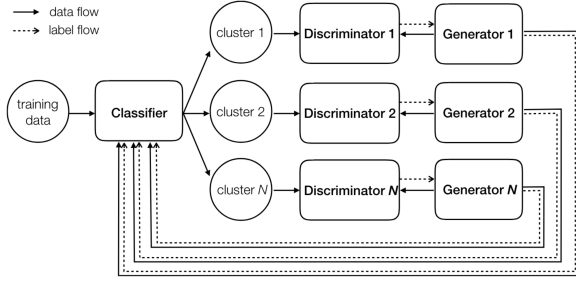 data flow
label flow
cluster 1
Discriminator 1
Generator 1
training
data
Classifier
cluster 2
Discriminator 2
Generator 2
cluster N
Discriminator N
Generator N